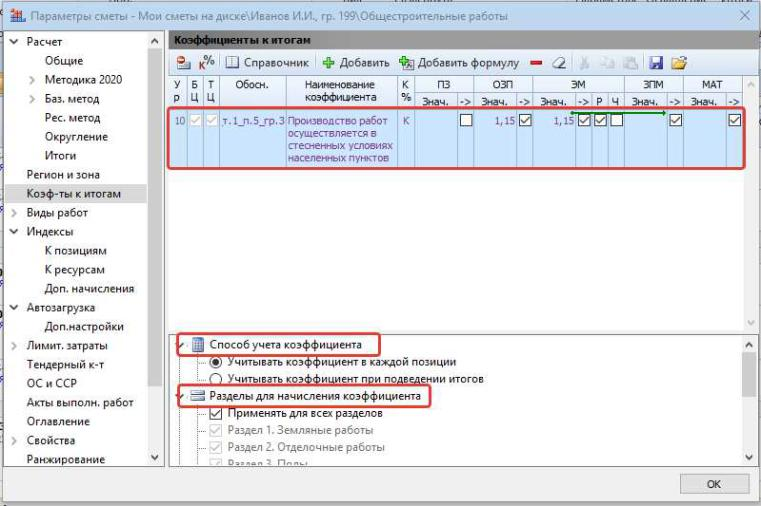 Параметры сметы - Мои сметы на диске\Иванов И.И., гр. 199\Общестроительные работы
Расчет
Общие
Методика 2020
Баз. метод
Рес. метод
Округление
Итоги
Регион и зона
Коэф-ты к итогам
Виды работ
Индексы
К позициям
К ресурсам
Доп. начисления
Автозагрузка
Доп.настройки
Лимит. затраты
Тендерный к-т
ОС и ССР
Акты выполн. работ
Оглавление
Свойства
Ранжирование
Коэффициенты к итогам
К% Справочник Добавить Добавить формулу
У р Б Ц Т Ц Обосн. Наименование коэффициента К % ПЗ ОЗП ЭМ ЗПМ МАТ
Знач. -> Знач. -> Знач. -> Р Ч Знач. -> Знач. ->
10 т.1_п.5_гр.3 Производство работ К 1,15 1,15
осуществляется в
стесненных условиях
населенных пунктов
Способ учета коэффициента
Учитывать коэффициент в каждой позиции
Учитывать коэффициент при подведении итогов
Разделы для начисления коэффициента
Применять для всех разделов
Раздел 1. Земляные работы
Раздел 2. Отделочные работы
Раздел 3. Полы
ОК